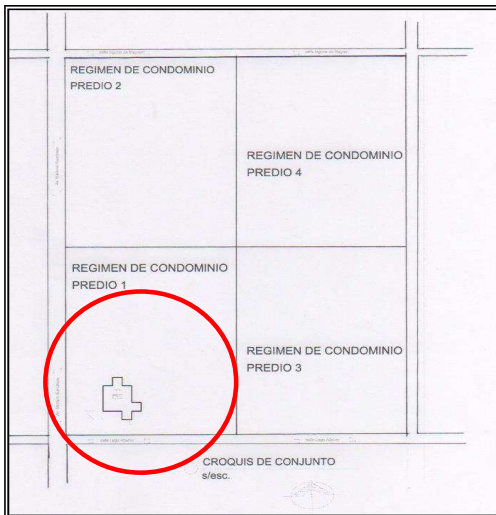 REGIMEN DE CONDOMINIO
PREDIO 2
REGIMEN DE CONDOMINIO
PREDIO 4
REGIMEN DE CONDOMINIO
PREDIO 1
REGIMEN DE CONDOMINIO
PREDIO 3
CROQUIS DE CONJUNTO
s/esc.